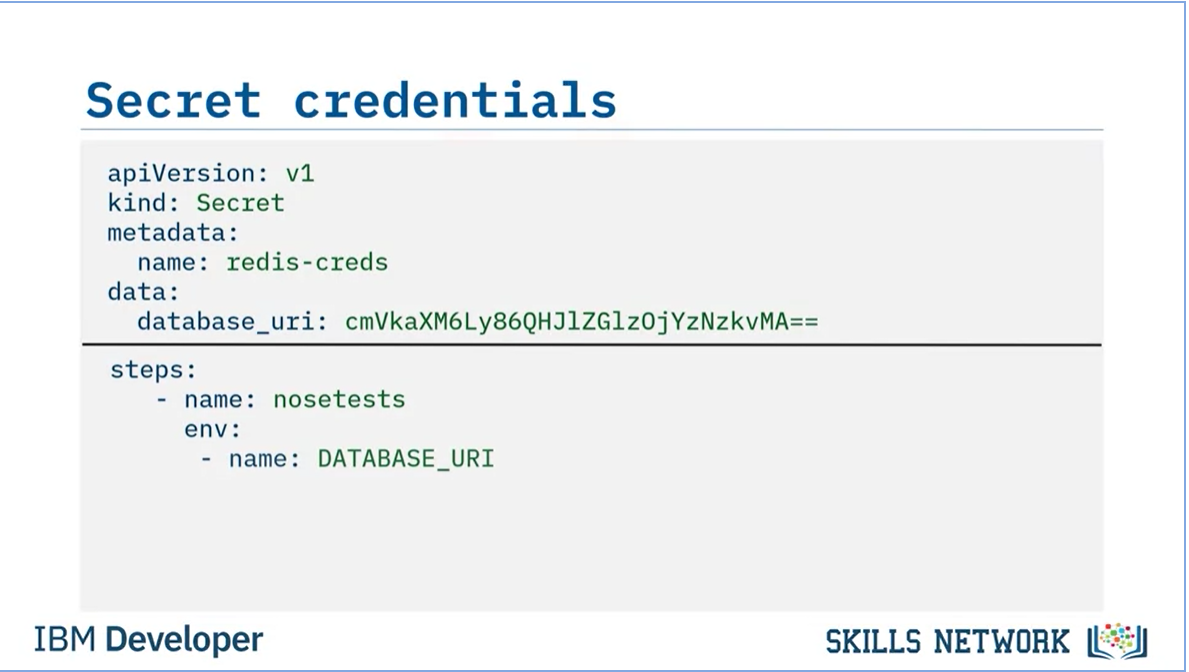 Secret credentials
apiVersion: v1
kind: Secret
metadata:
  name: redis-creds
data:
  database_uri: cmVkaXM6Ly86QHJlZGlzOjYzNzkvMA==
steps:
   - name: nosetests
     env:
      - name: DATABASE_URI
IBM Developer
SKILLS NETWORK